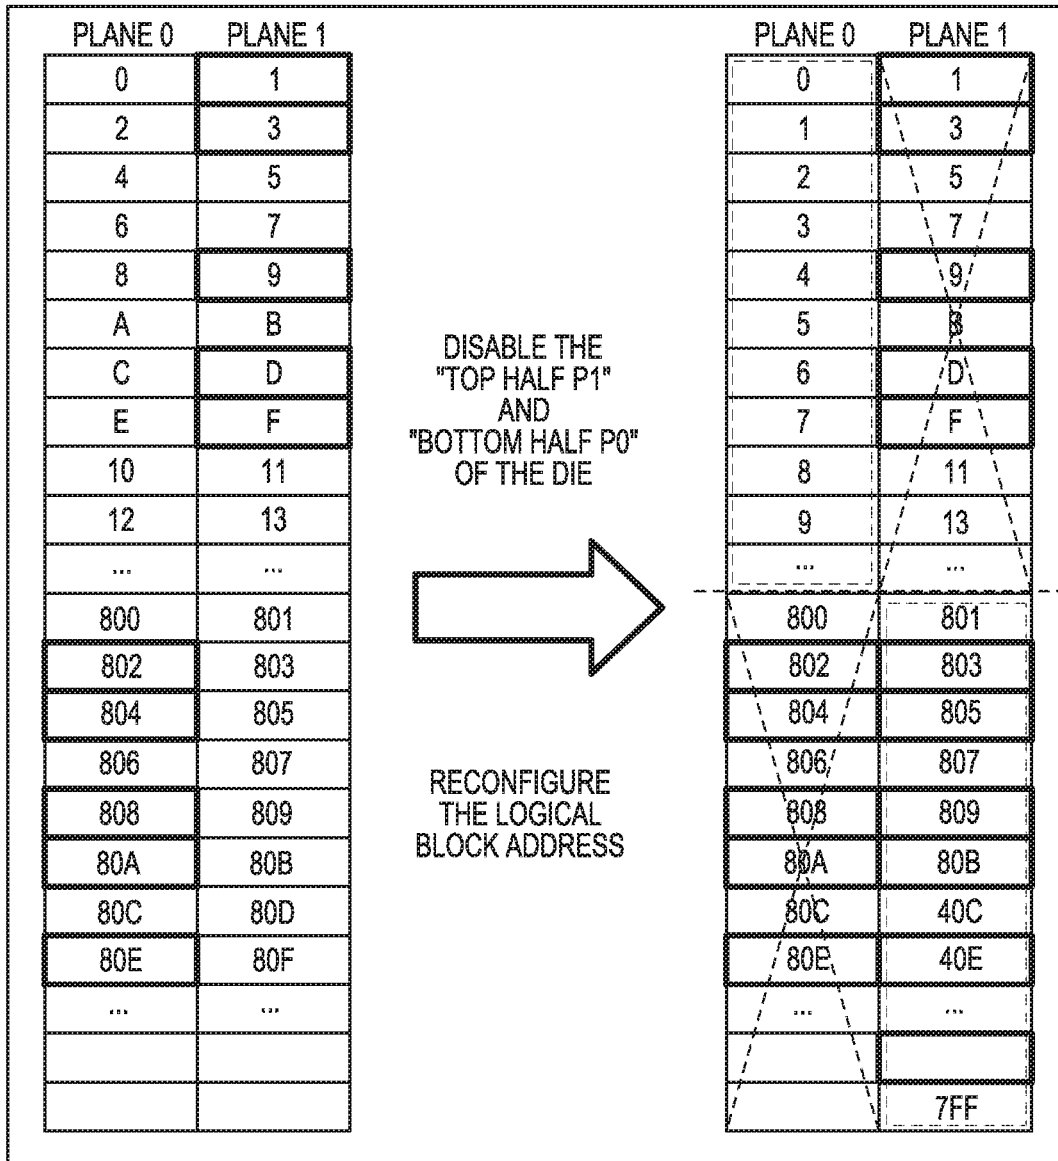 PLANE 0 PLANE 1 PLANE 0 PLANE 1
0 1 0 1
2 3 1 3
4 5 2 5
6 7 3 7
8 9 4 9
A B 5 B
C D 6 D
E F 7 F
10 11 8 11
12 13 9 13
... ... ... ...
800 801 800 801
802 803 802 803
804 805 804 805
806 807 806 807
808 809 808 809
80A 80B 80A 80B
80C 80D 80C 40C
80E 80F 80E 40E
... ... ... ...
7FF
DISABLE THE
"TOP HALF P1"
AND
"BOTTOM HALF P0"
OF THE DIE
RECONFIGURE
THE LOGICAL
BLOCK ADDRESS